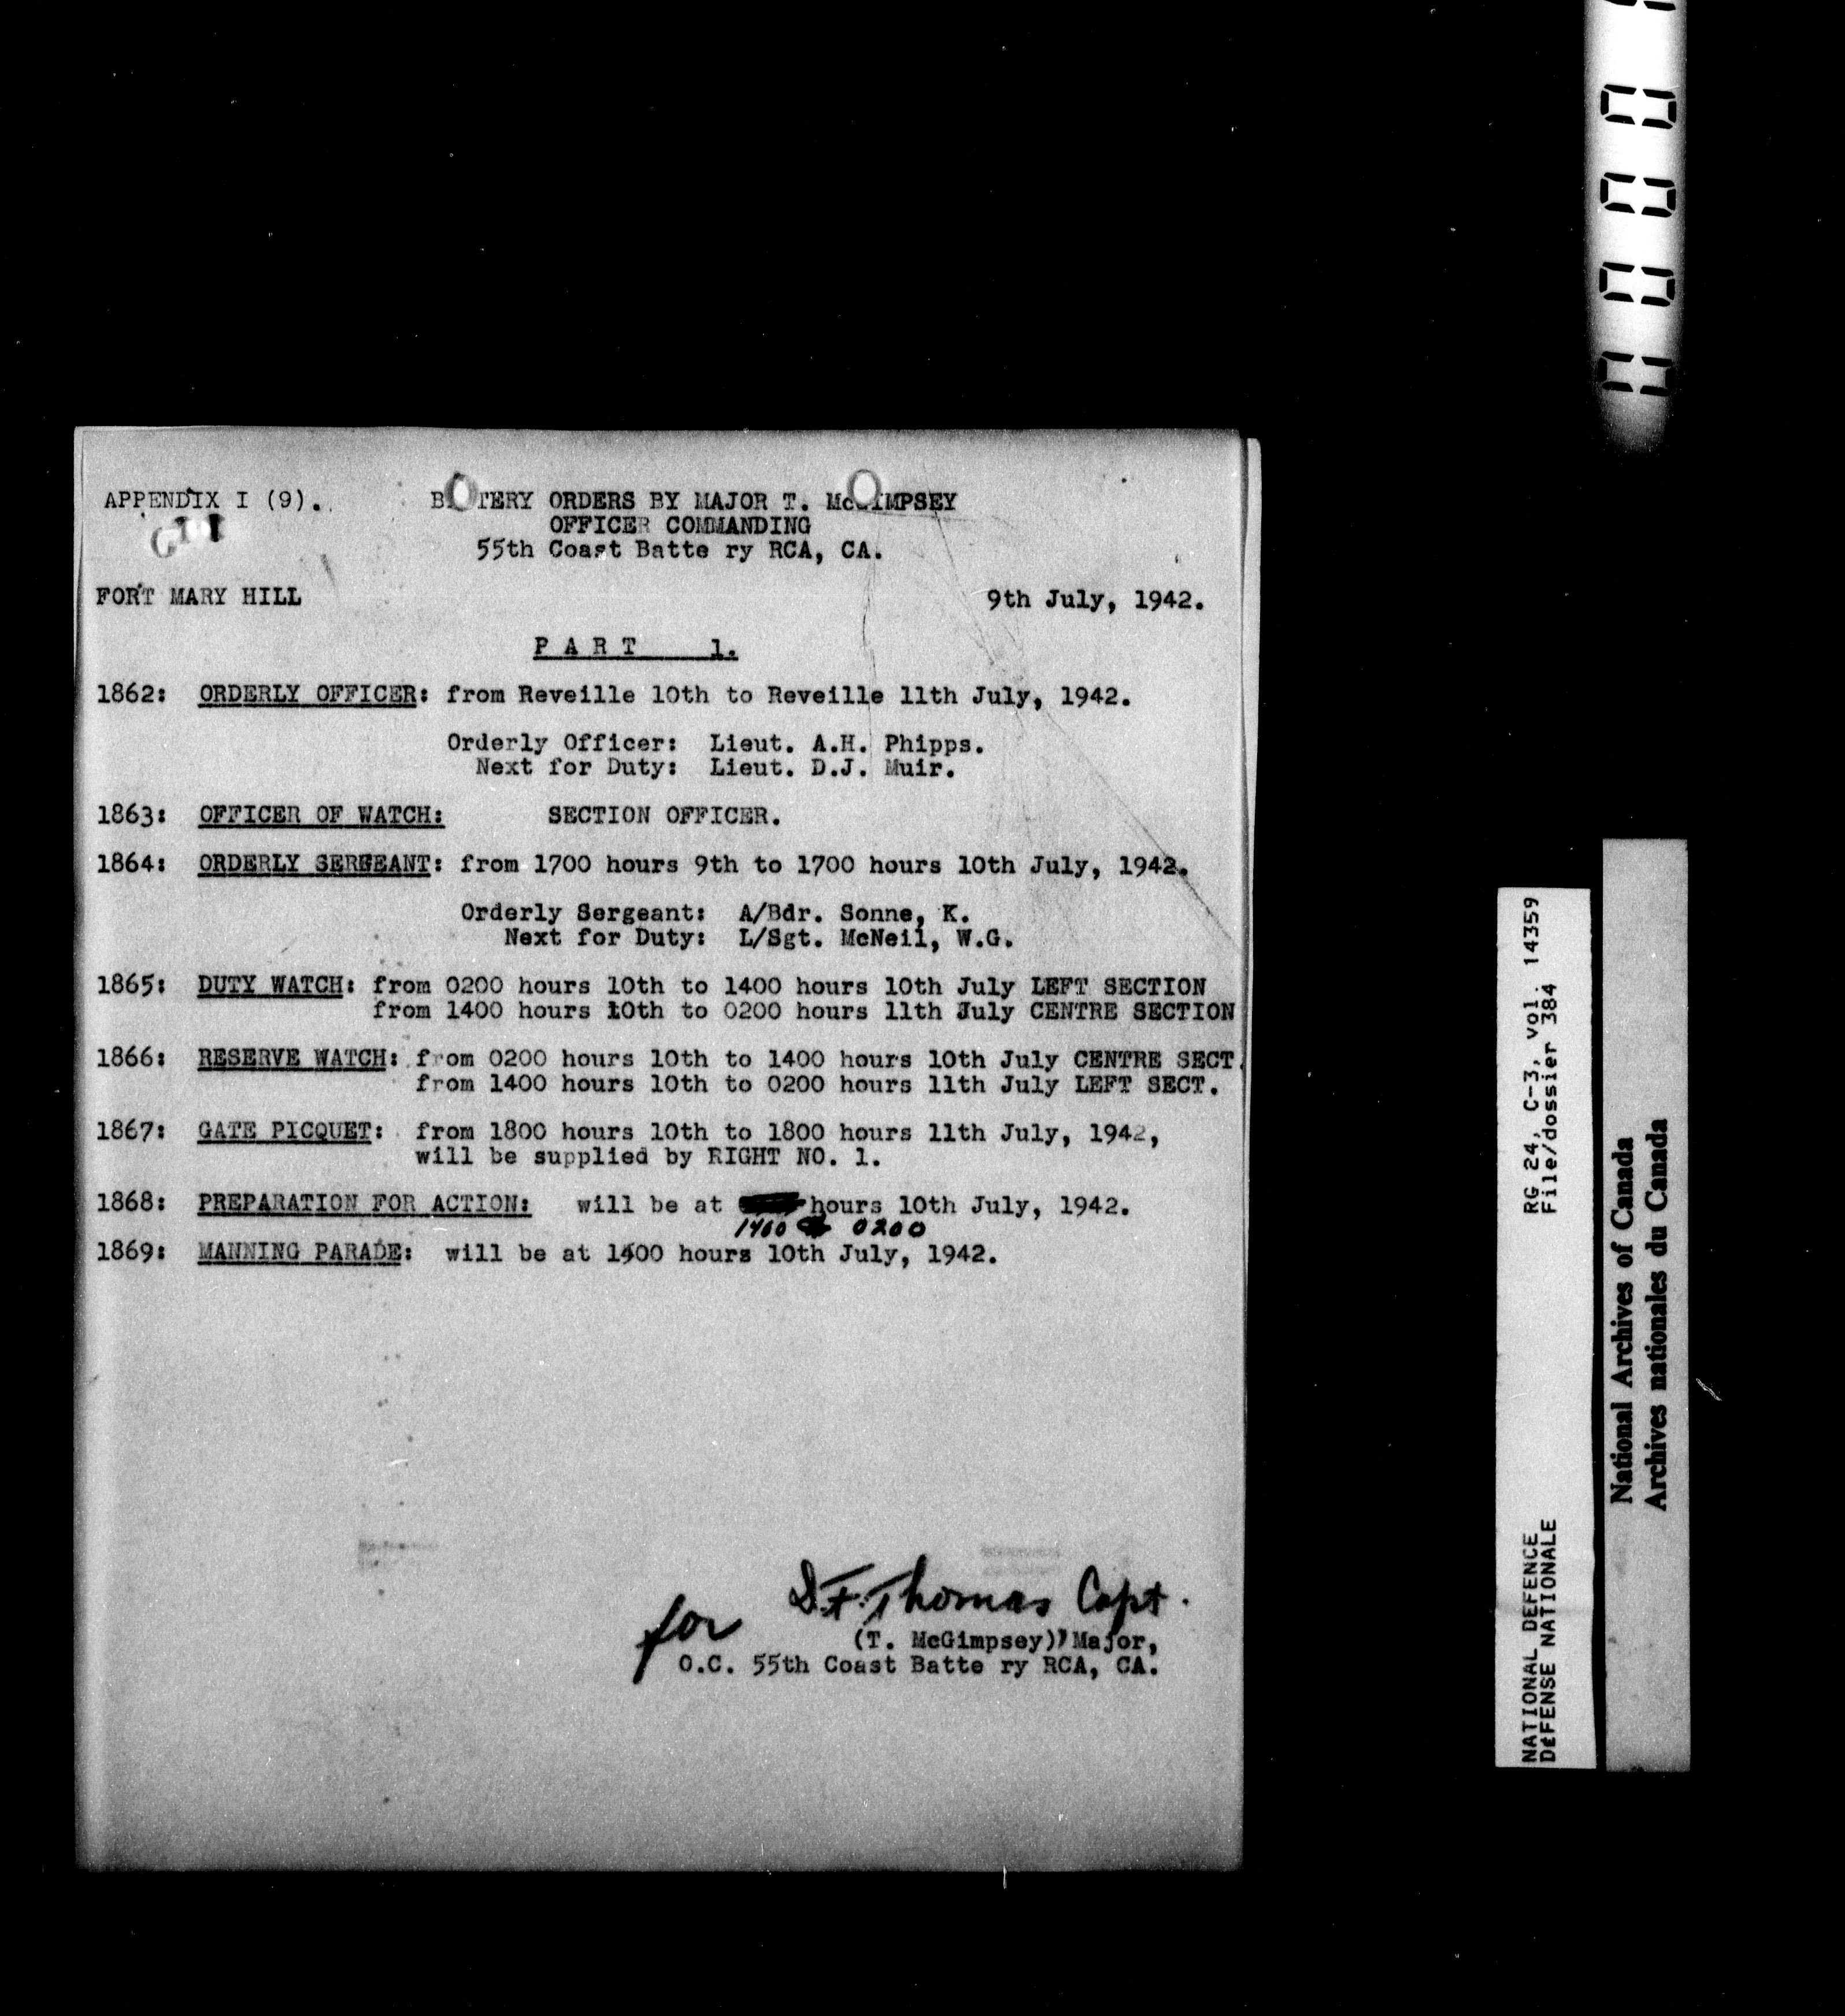 APPENDIX I (9).
BATTERY ORDERS BY MAJOR T. McGIMPSEY
OFFICER COMMANDING
55th Coast Batte ry RCA, CA.
FORT MARY HILL
9th July, 1942.
P A R T 1.
1862: ORDERLY OFFICER: from Reveille 10th to Reveille 11th July, 1942.
Orderly Officer: Lieut. A.H. Phipps.
Next for Duty: Lieut. D.J. Muir.
1863: OFFICER OF WATCH: SECTION OFFICER.
1864: ORDERLY SERGEANT: from 1700 hours 9th to 1700 hours 10th July, 1942.
Orderly Sergeant: A/Bdr. Sonne, K.
Next for Duty: L/Sgt. McNeil, W.G.
1865: DUTY WATCH: from 0200 hours 10th to 1400 hours 10th July LEFT SECTION
from 1400 hours 10th to 0200 hours 11th July CENTRE SECTION
1866: RESERVE WATCH: from 0200 hours 10th to 1400 hours 10th July CENTRE SECT.
from 1400 hours 10th to 0200 hours 11th July LEFT SECT.
1867: GATE PICQUET: from 1800 hours 10th to 1800 hours 11th July, 1942,
will be supplied by RIGHT NO. 1.
1868: PREPARATION FOR ACTION: will be at hours 10th July, 1942.
1400 & 0200
1869: MANNING PARADE: will be at 1400 hours 10th July, 1942.
for D.F. Thomas Capt.
(T. McGimpsey) Major,
O.C. 55th Coast Batte ry RCA, CA.
NATIONAL DEFENCE RG 24, C-3, vol. 14359
DEFENSE NATIONALE File/dossier 384
National Archives of Canada
Archives nationales du Canada